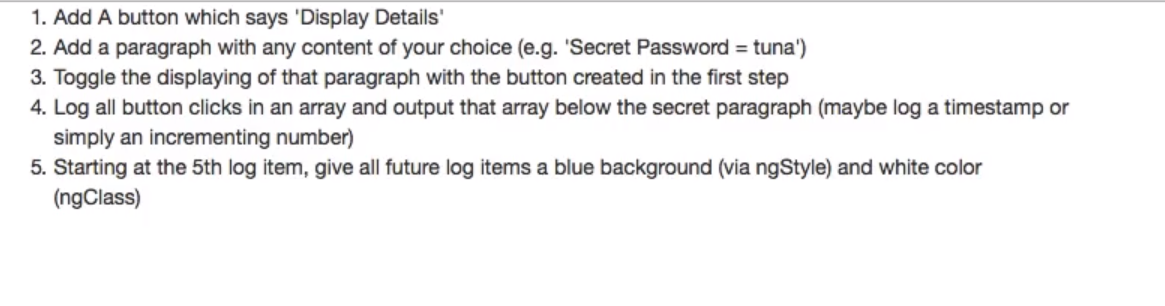 1. Add A button which says 'Display Details'
2. Add a paragraph with any content of your choice (e.g. 'Secret Password = tuna')
3. Toggle the displaying of that paragraph with the button created in the first step
4. Log all button clicks in an array and output that array below the secret paragraph (maybe log a timestamp or
simply an incrementing number)
5. Starting at the 5th log item, give all future log items a blue background (via ngStyle) and white color
(ngClass)